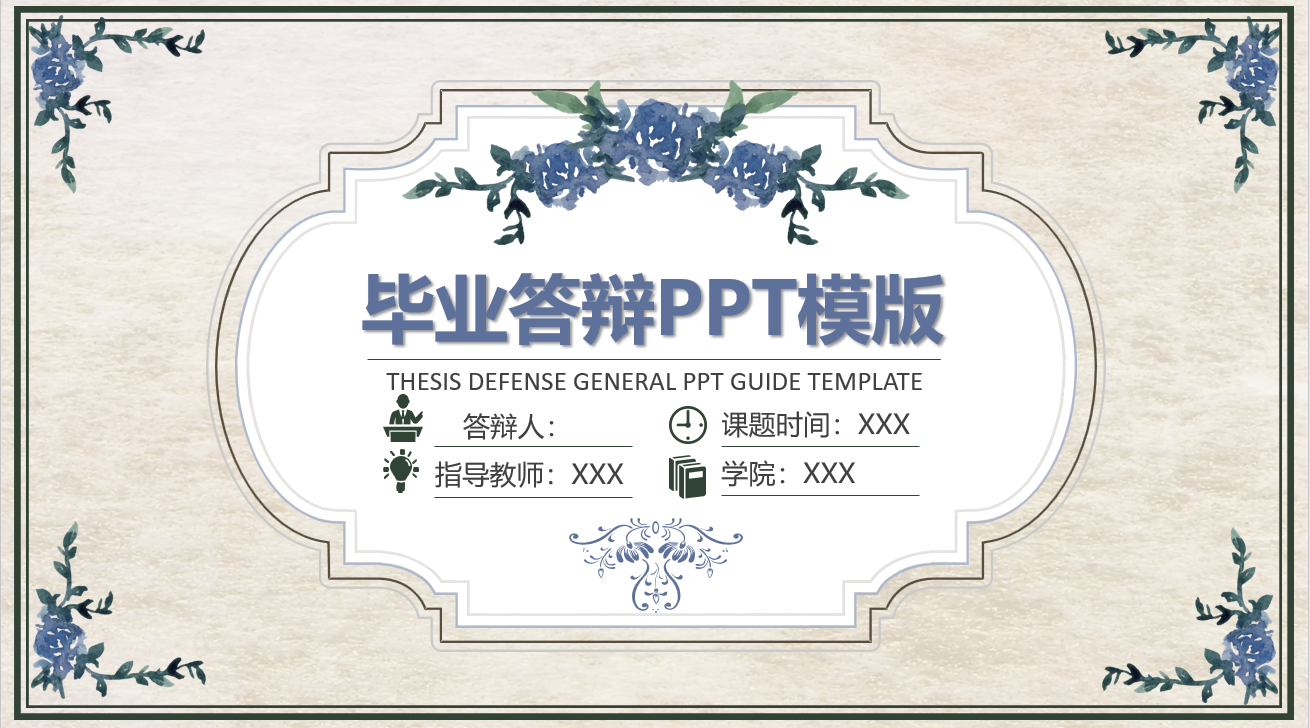 毕业答辩PPT模版
THESIS DEFENSE GENERAL PPT GUIDE TEMPLATE
答辩人：
课题时间：XXX
指导教师：XXX
学院：XXX